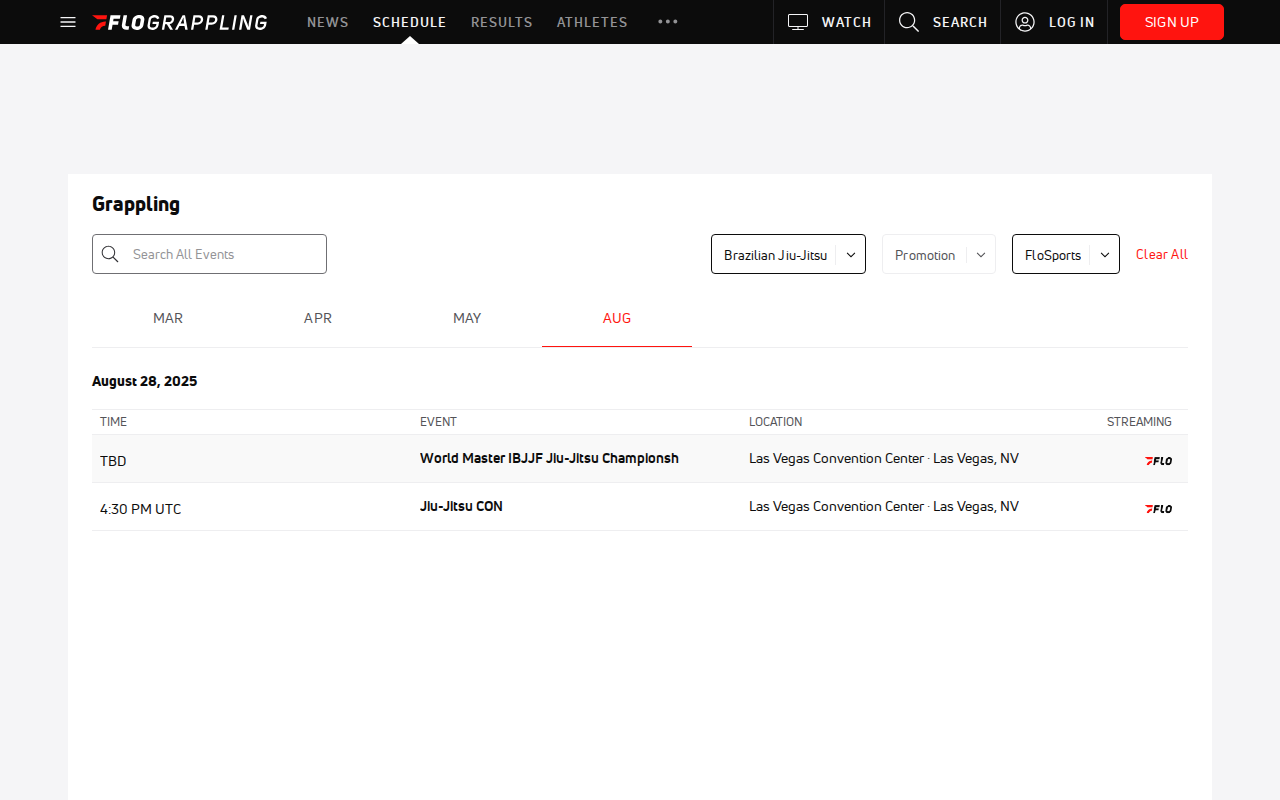 FLOGRAPPLING NEWS SCHEDULE RESULTS ATHLETES ••• WATCH SEARCH LOG IN SIGN UP
Grappling
Search All Events Brazilian Jiu-Jitsu Promotion FloSports Clear All
MAR APR MAY AUG
August 28, 2025
TIME EVENT LOCATION STREAMING
TBD World Master IBJJF Jiu-Jitsu Championsh Las Vegas Convention Center · Las Vegas, NV FLO
4:30 PM UTC Jiu-Jitsu CON Las Vegas Convention Center · Las Vegas, NV FLO